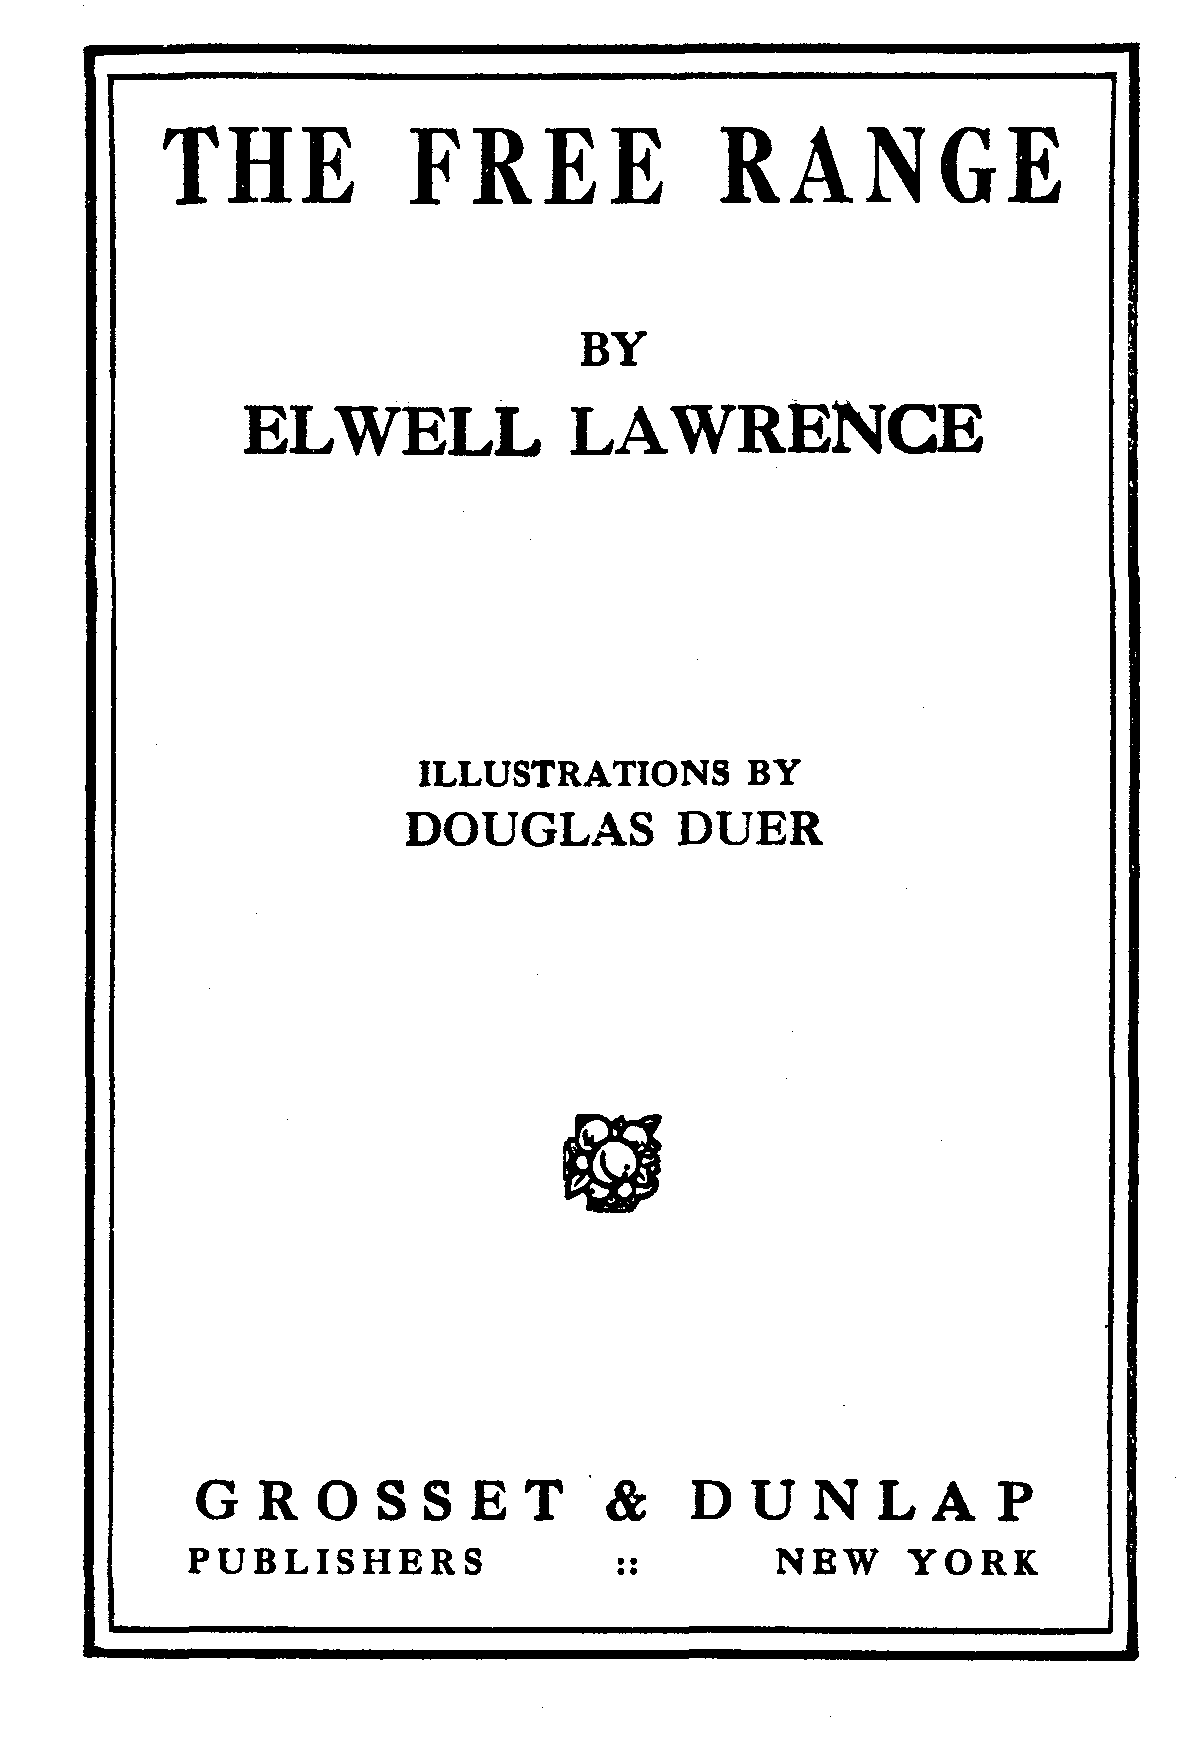 THE FREE RANGE
BY
ELWELL LAWRENCE
ILLUSTRATIONS BY
DOUGLAS DUER
GROSSET & DUNLAP
PUBLISHERS :: NEW YORK